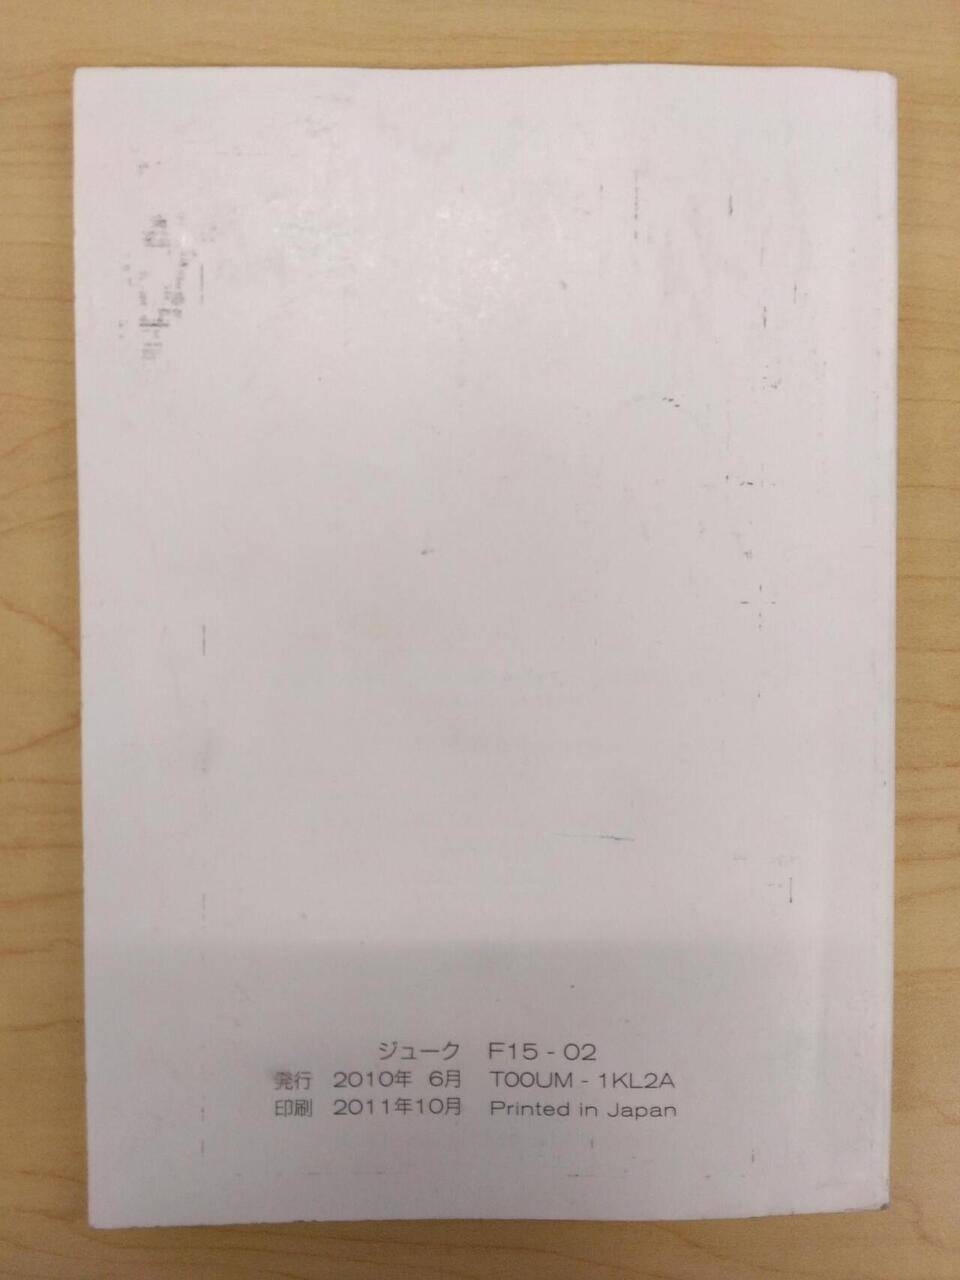 ジューク F15 - 02
発行 2010年 6月 T00UM - 1KL2A
印刷 2011年10月 Printed in Japan